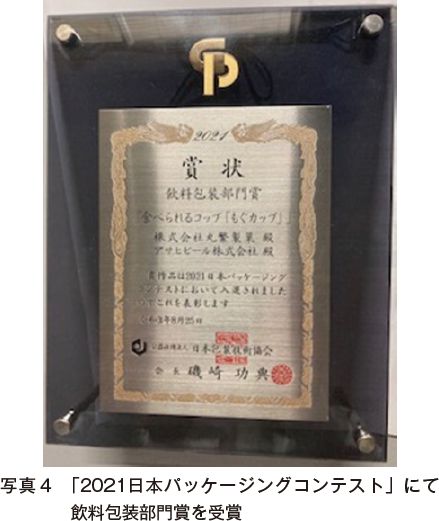 2021
賞状
飲料包装部門賞
「食べられるコップ「もぐカップ」」
株式会社丸繁製菓 殿
アサヒビール株式会社 殿
貴作品は2021日本パッケージング
コンテストにおいて入選されました
のでこれを表彰します
令和3年8月25日
公益社団法人 日本包装技術協会
会長 磯崎功典
写真4 「2021日本パッケージングコンテスト」にて
飲料包装部門賞を受賞